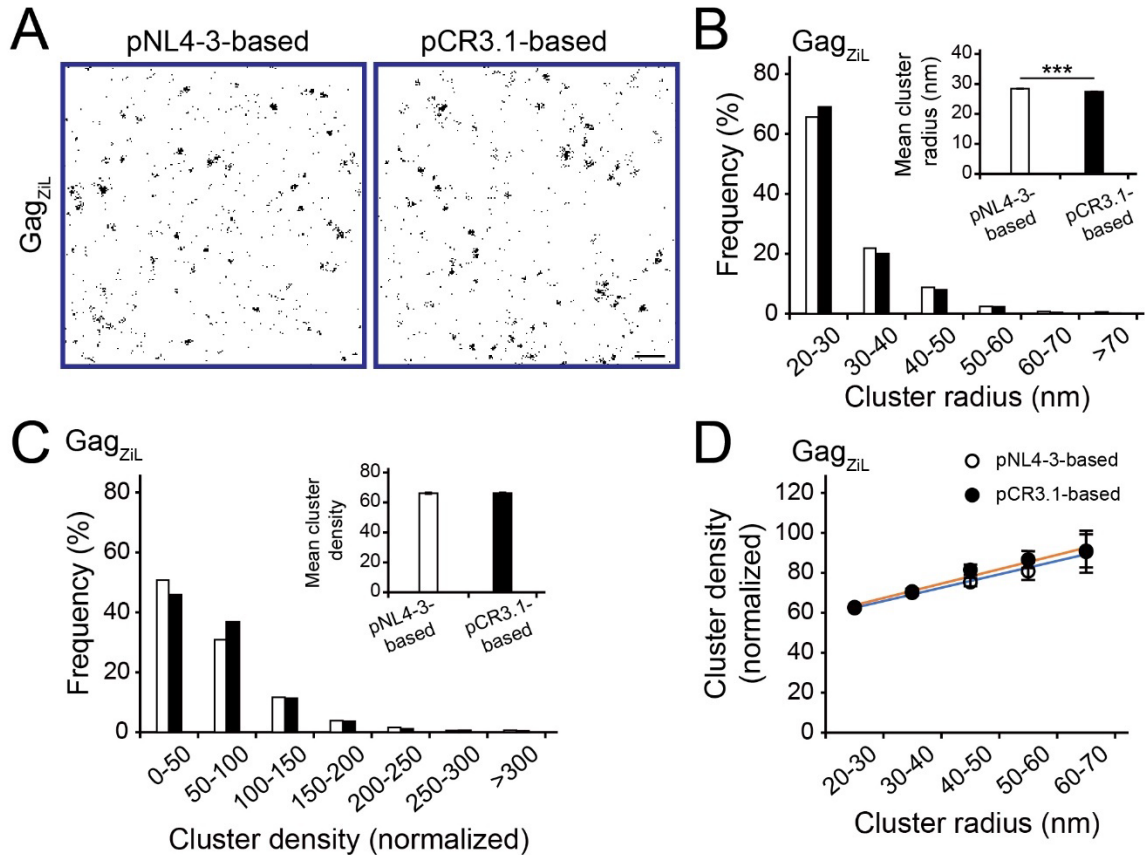 A
pNL4-3-based
pCR3.1-based
GagZiL
B
GagZiL
Frequency (%)
80
60
40
20
0
20-30
30-40
40-50
50-60
60-70
>70
Cluster radius (nm)
Mean cluster
radius (nm)
40
30
20
10
0
***
pNL4-3-
based
pCR3.1-
based
C
GagZiL
Frequency (%)
80
60
40
20
0
0-50
50-100
100-150
150-200
200-250
250-300
>300
Cluster density (normalized)
Mean cluster
density
80
60
40
20
0
pNL4-3-
based
pCR3.1-
based
D
GagZiL
pNL4-3-based
pCR3.1-based
Cluster density
(normalized)
120
100
80
60
40
20
0
20-30
30-40
40-50
50-60
60-70
Cluster radius (nm)